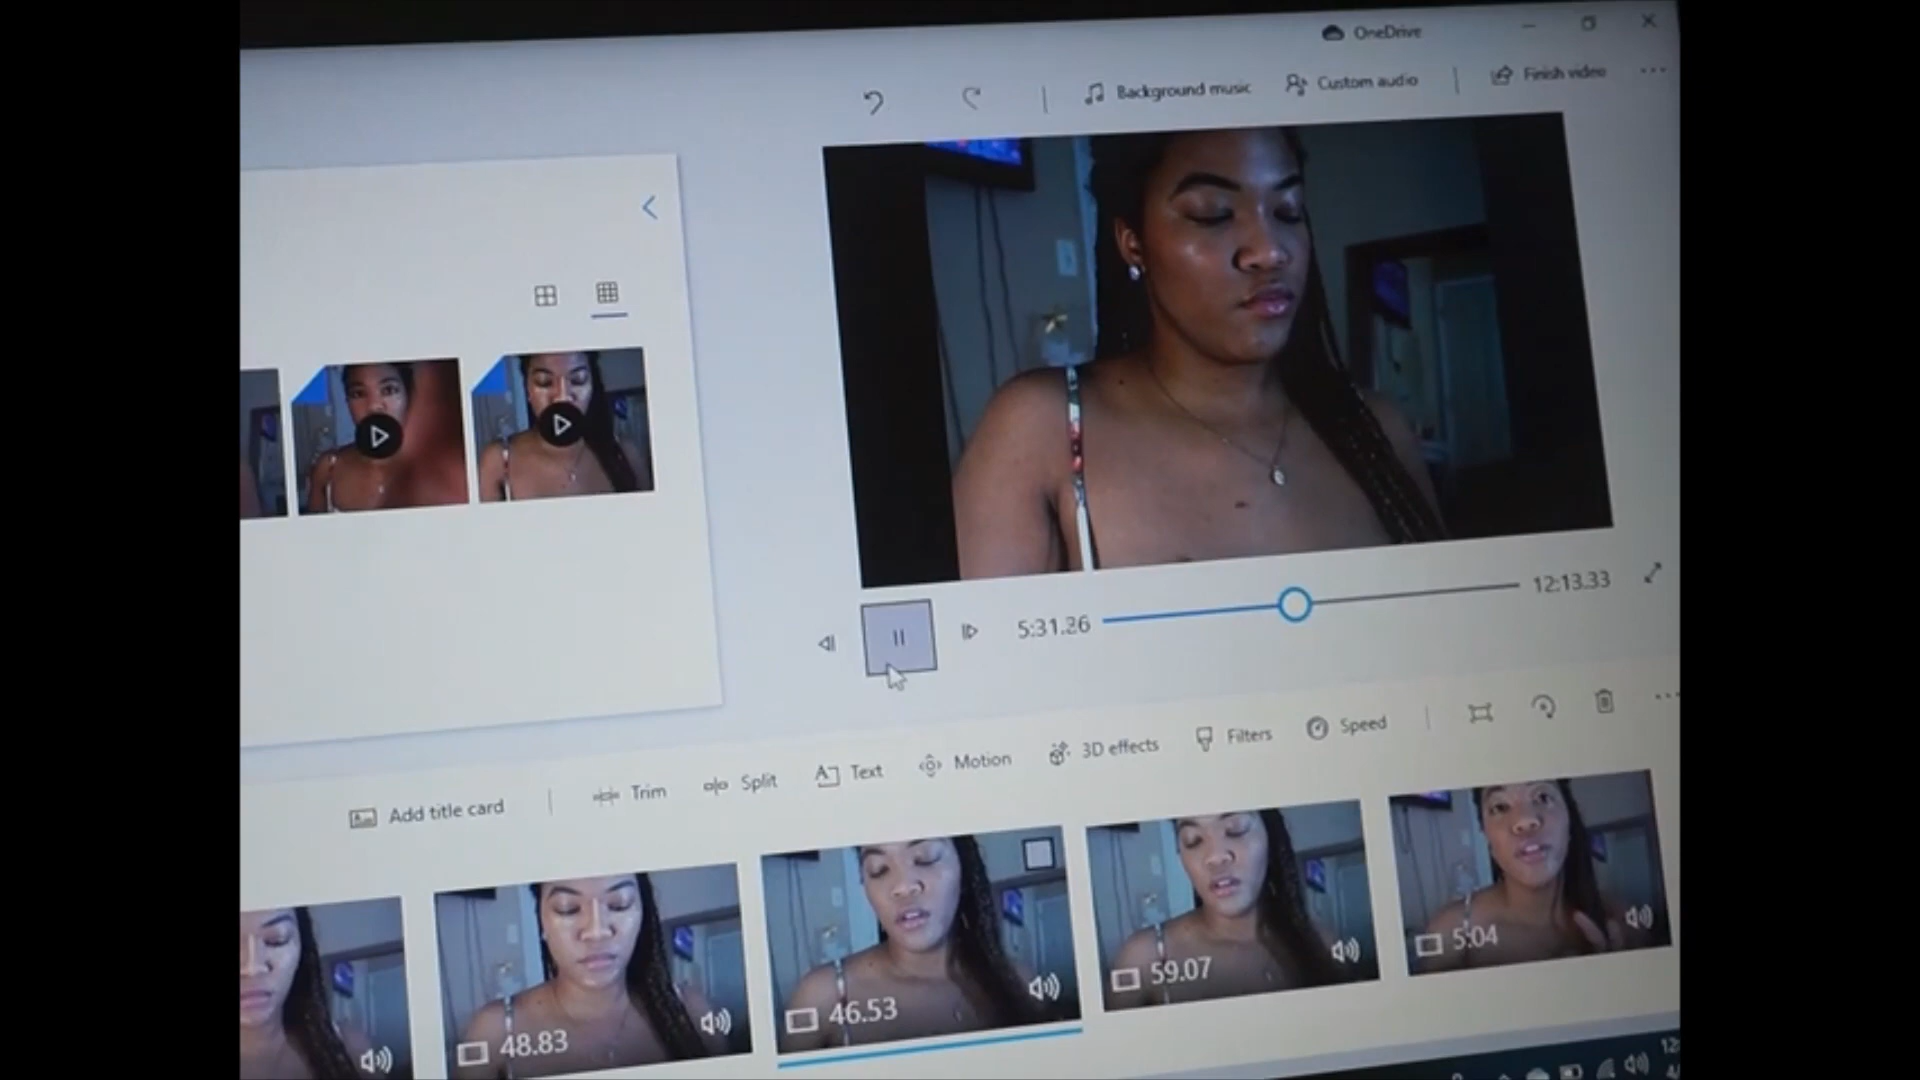 OneDrive
Background music Custom audio Finish video
5:31.26 12:13.33
Add title card Trim Split Text Motion 3D effects Filters Speed
48.83 46.53 59.07 5:04